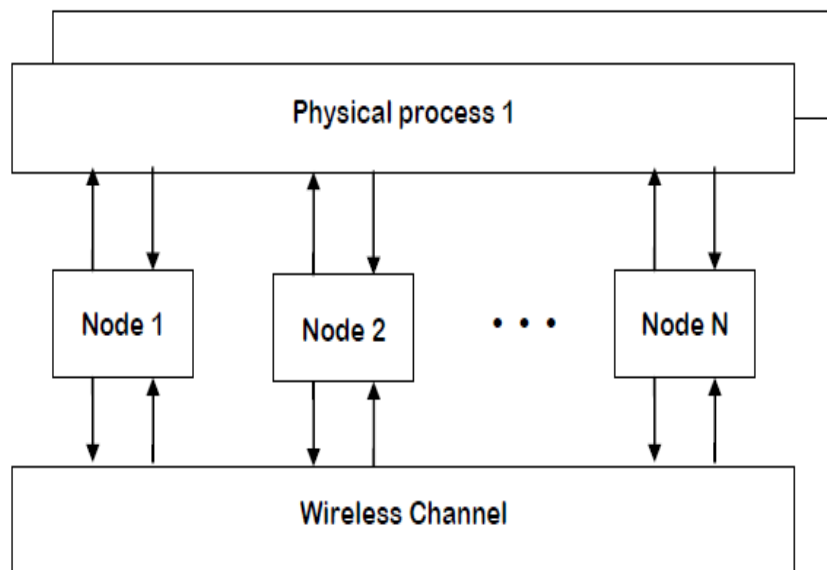 Physical process 1
Node 1
Node 2
• • •
Node N
Wireless Channel